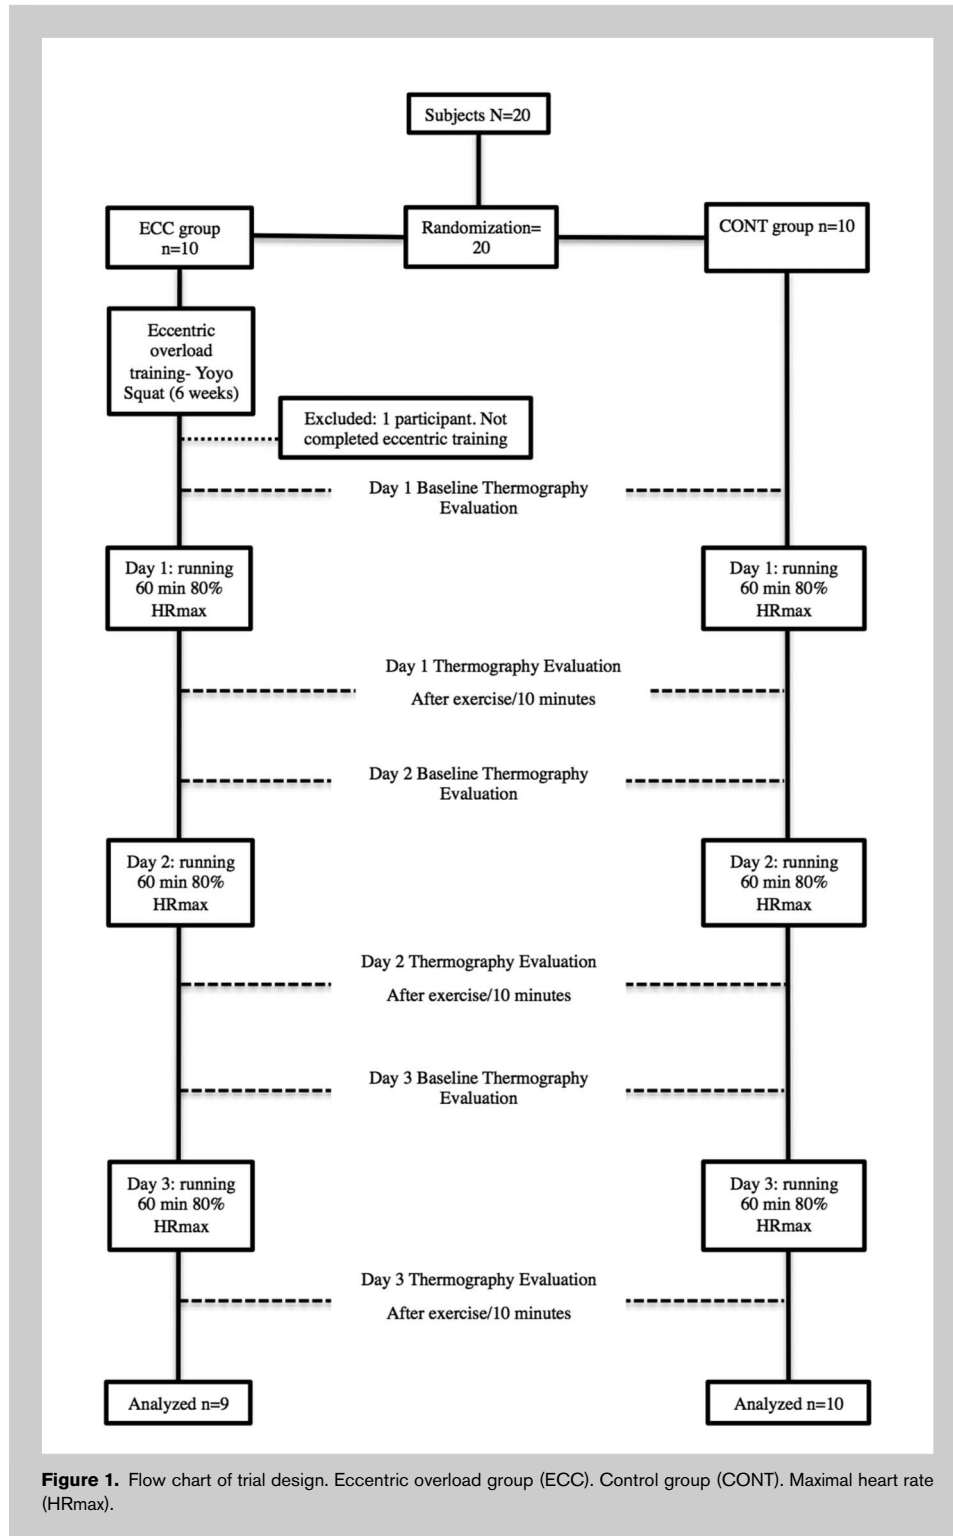 Subjects N=20
ECC group
n=10
Randomization=
20
CONT group n=10
Eccentric
overload
training- Yoyo
Squat (6 weeks)
Excluded: 1 participant. Not
completed eccentric training
Day 1 Baseline Thermography
Evaluation
Day 1: running
60 min 80%
HRmax
Day 1: running
60 min 80%
HRmax
Day 1 Thermography Evaluation
After exercise/10 minutes
Day 2 Baseline Thermography
Evaluation
Day 2: running
60 min 80%
HRmax
Day 2: running
60 min 80%
HRmax
Day 2 Thermography Evaluation
After exercise/10 minutes
Day 3 Baseline Thermography
Evaluation
Day 3: running
60 min 80%
HRmax
Day 3: running
60 min 80%
HRmax
Day 3 Thermography Evaluation
After exercise/10 minutes
Analyzed n=9
Analyzed n=10
Figure 1. Flow chart of trial design. Eccentric overload group (ECC). Control group (CONT). Maximal heart rate
(HRmax).